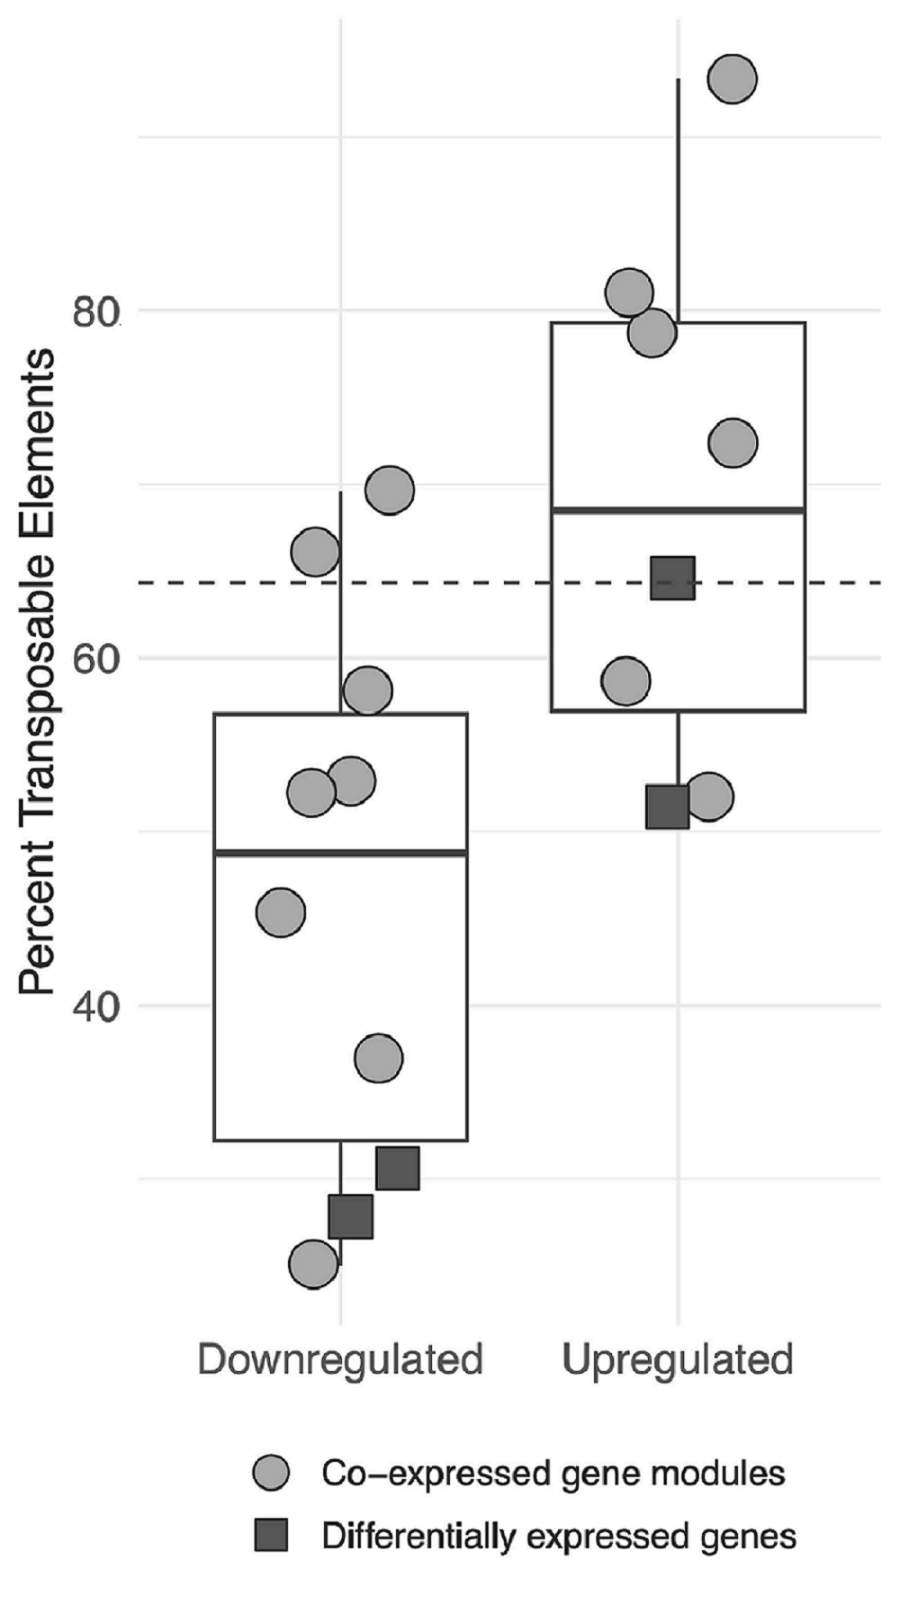 Percent Transposable Elements
80
60
40
Downregulated Upregulated
Co-expressed gene modules
Differentially expressed genes